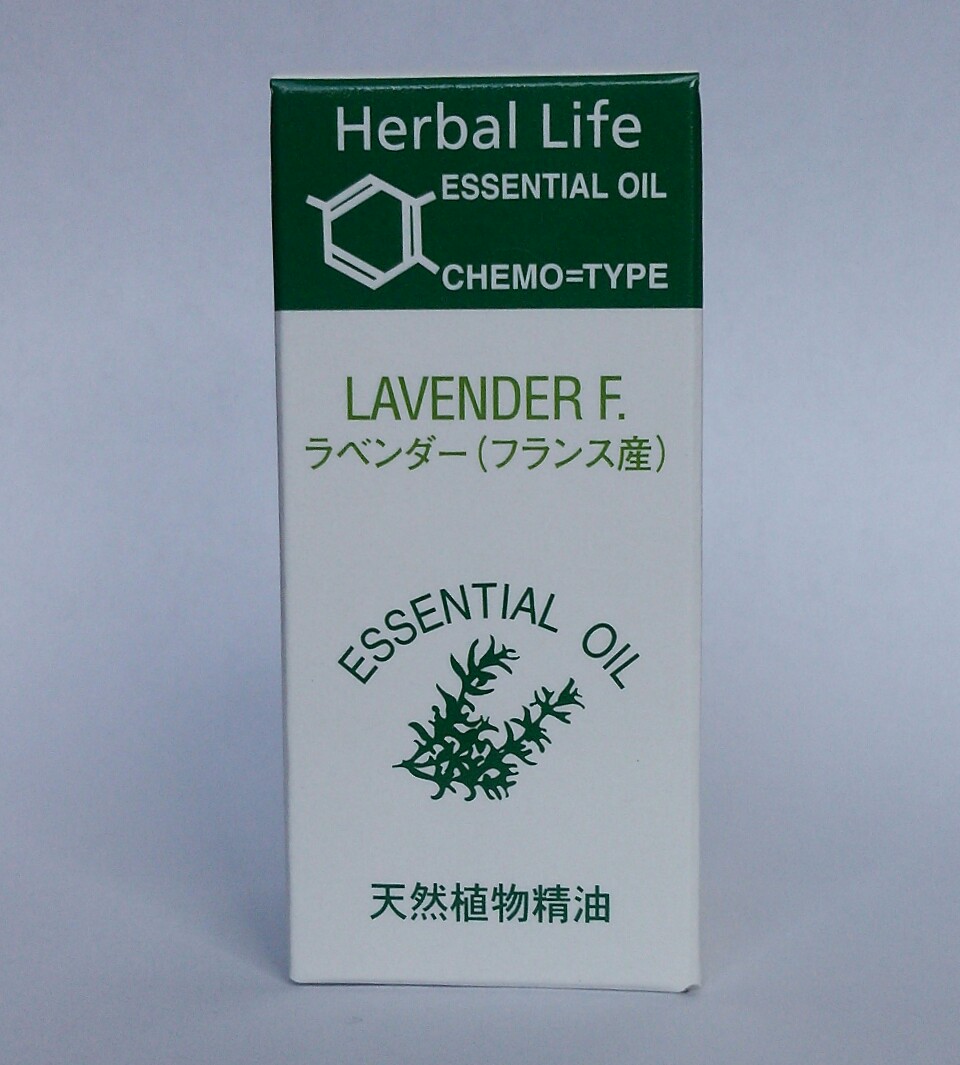 Herbal Life
ESSENTIAL OIL
CHEMO=TYPE
LAVENDER F.
ラベンダー(フランス産)
ESSENTIAL OIL
天然植物精油